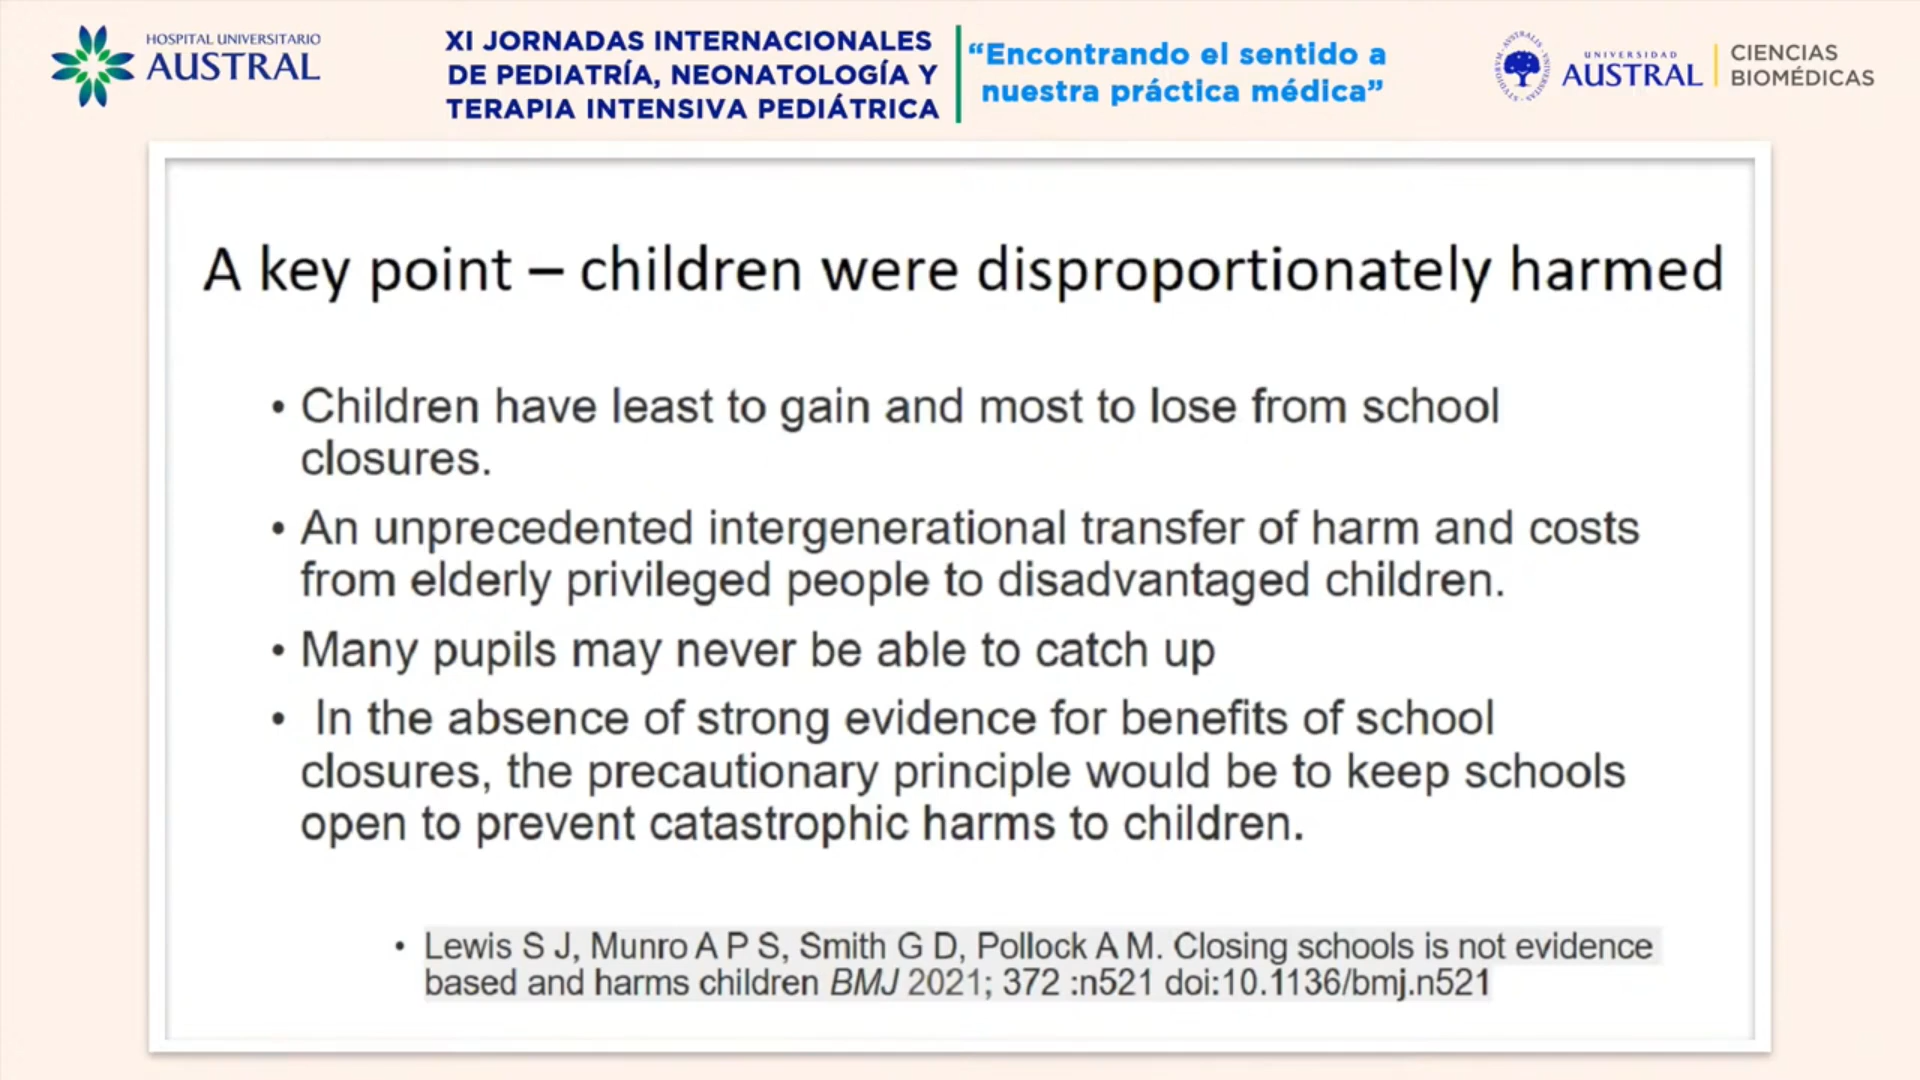 HOSPITAL UNIVERSITARIO
AUSTRAL
XI JORNADAS INTERNACIONALES
DE PEDIATRÍA, NEONATOLOGÍA Y
TERAPIA INTENSIVA PEDIÁTRICA
“Encontrando el sentido a
nuestra práctica médica”
UNIVERSIDAD
AUSTRAL
CIENCIAS
BIOMÉDICAS
A key point – children were disproportionately harmed
• Children have least to gain and most to lose from school
closures.
• An unprecedented intergenerational transfer of harm and costs
from elderly privileged people to disadvantaged children.
• Many pupils may never be able to catch up
• In the absence of strong evidence for benefits of school
closures, the precautionary principle would be to keep schools
open to prevent catastrophic harms to children.
• Lewis S J, Munro A P S, Smith G D, Pollock A M. Closing schools is not evidence
based and harms children BMJ 2021; 372 :n521 doi:10.1136/bmj.n521